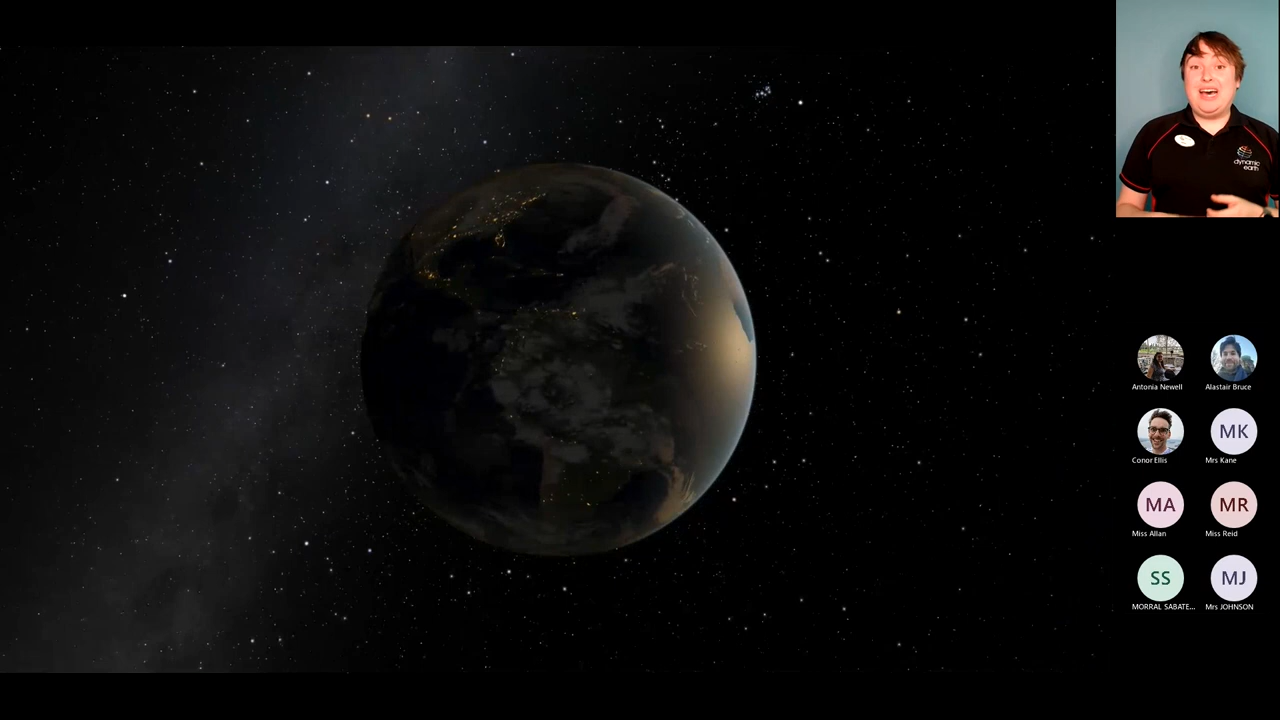 dynamic
earth
Antonia Newell
Alastair Bruce
Conor Ellis
MK
Mrs Kane
MA
Miss Allan
MR
Miss Reid
SS
MORRAL SABATE...
MJ
Mrs JOHNSON